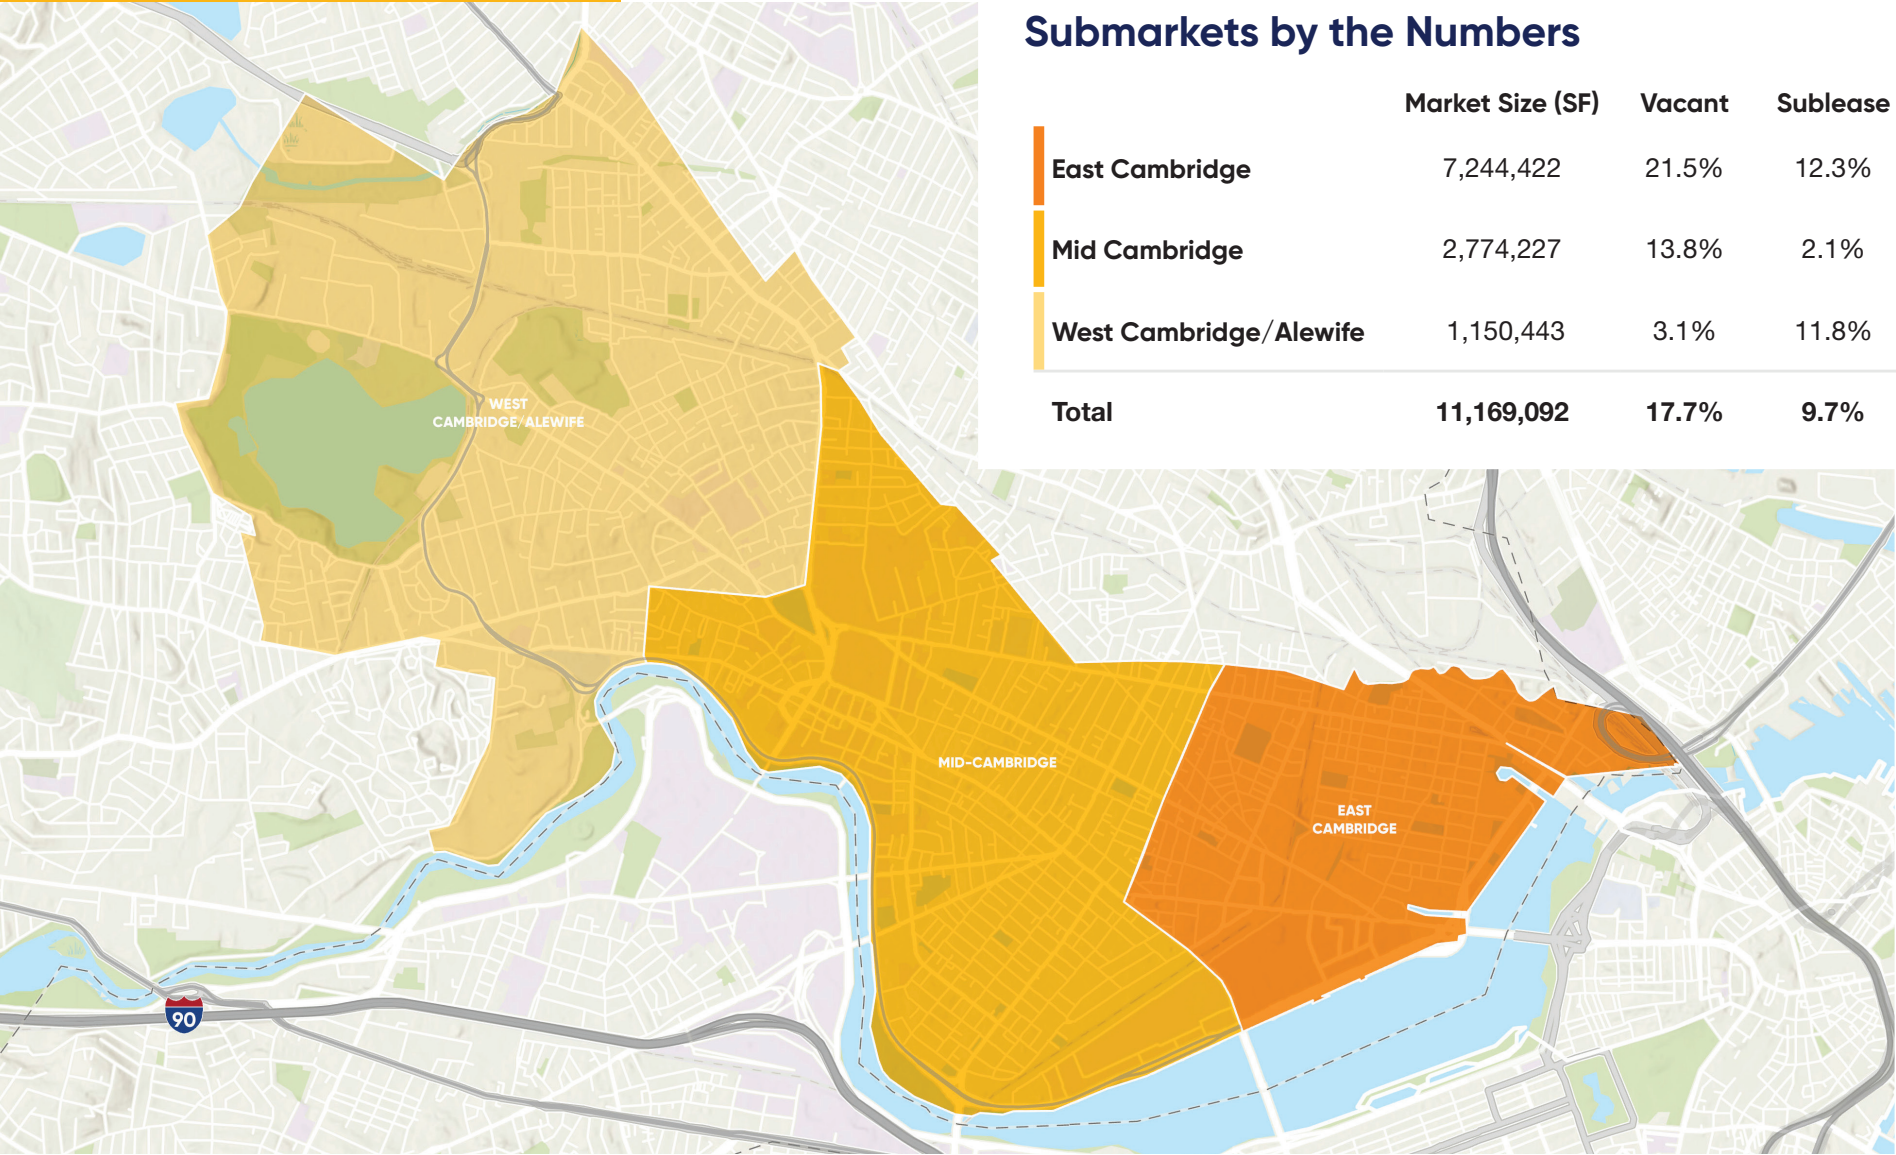 Submarkets by the Numbers
Market Size (SF) Vacant Sublease
East Cambridge 7,244,422 21.5% 12.3%
Mid Cambridge 2,774,227 13.8% 2.1%
West Cambridge/Alewife 1,150,443 3.1% 11.8%
Total 11,169,092 17.7% 9.7%
WEST
CAMBRIDGE/ALEWIFE
MID-CAMBRIDGE
EAST
CAMBRIDGE
90